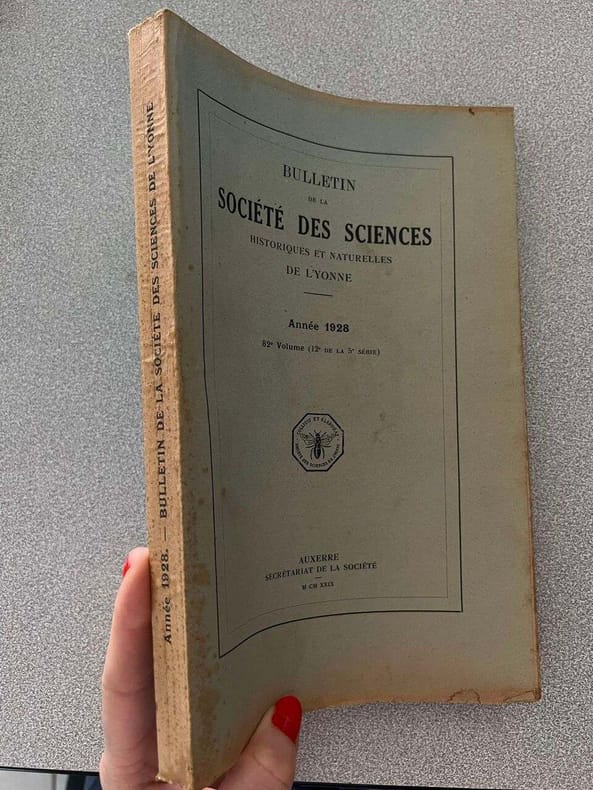 BULLETIN
DE LA
SOCIÉTÉ DES SCIENCES
HISTORIQUES ET NATURELLES
DE L'YONNE
Année 1928
82e Volume (12e DE LA 5e SÉRIE)
AUXERRE
SECRÉTARIAT DE LA SOCIÉTÉ
M CM XXIX
Année 1928. — BULLETIN DE LA SOCIÉTÉ DES SCIENCES DE L'YONNE